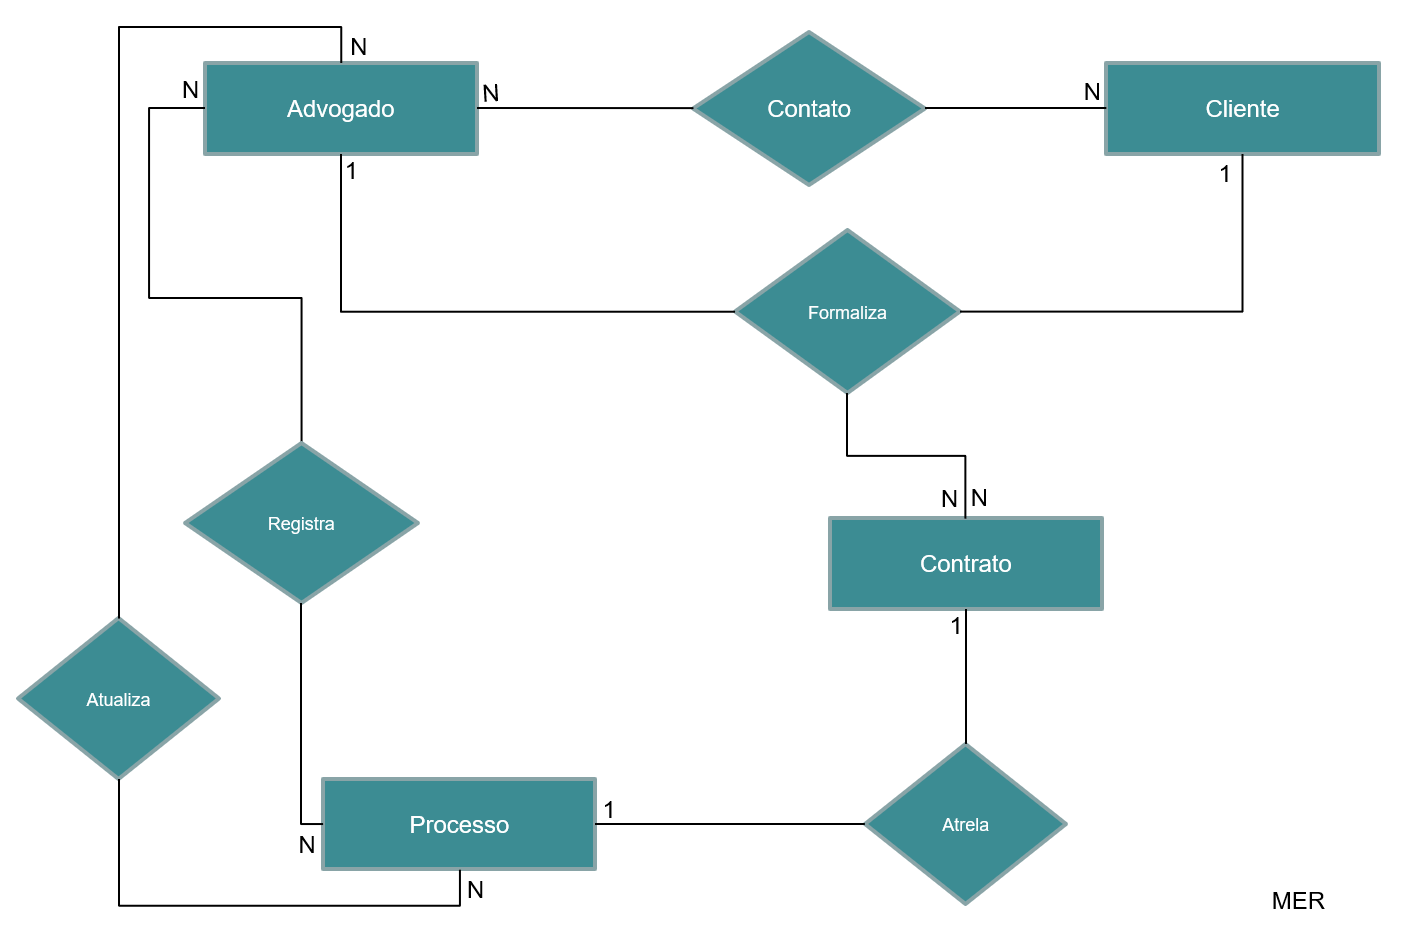 N
N
Advogado
N
Contato
N
Cliente
1
1
Formaliza
N
N
Registra
Contrato
1
Atualiza
1
Processo
Atrela
N
N
MER